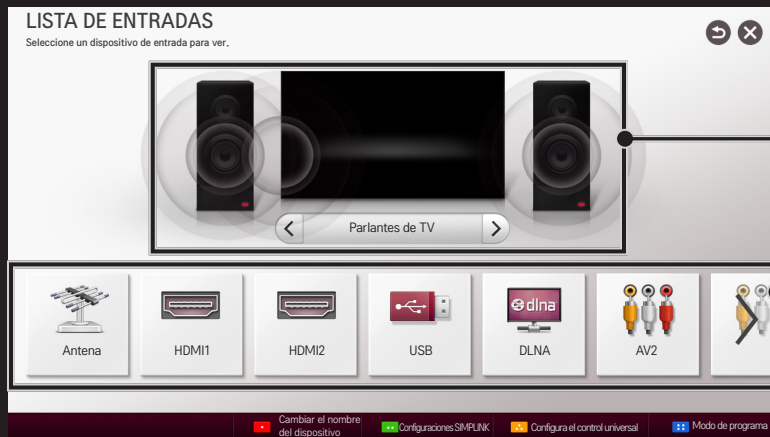 LISTA DE ENTRADAS
Seleccione un dispositivo de entrada para ver.
Parlantes de TV
dlna
Antena
HDMI1
HDMI2
USB
DLNA
AV2
Cambiar el nombre
del dispositivo
Configuraciones SIMPLINK
Configura el control universal
Modo de programa